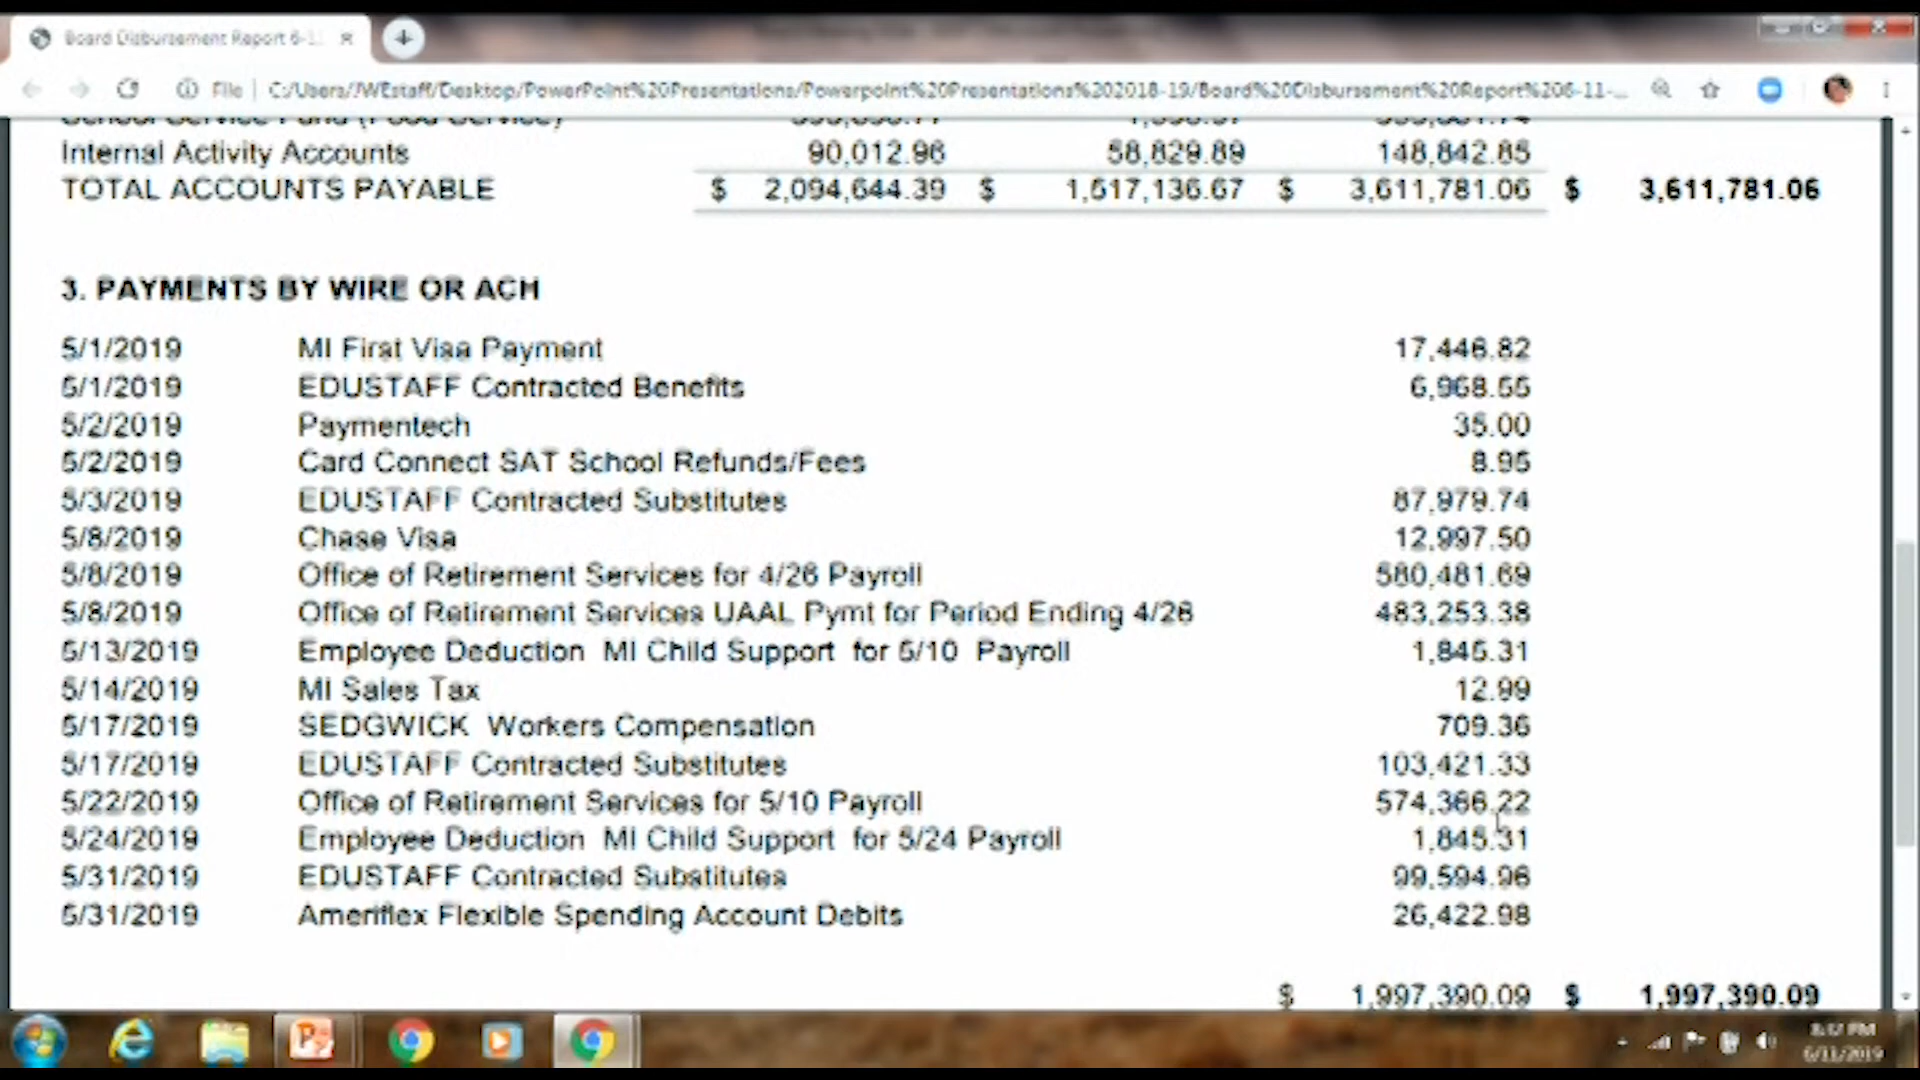 Board Disbursement Report 6-1
File | C:/Users/JWEstaff/Desktop/PowerPoint%20Presentations/Powerpoint%20Presentations%202018-19/Board%20Disbursement%20Report%206-11-...
School Service Fund (Food Service)
Internal Activity Accounts 90,012.96 58,829.89 148,842.85
TOTAL ACCOUNTS PAYABLE $ 2,094,644.39 $ 1,517,136.67 $ 3,611,781.06 $ 3,611,781.06
3. PAYMENTS BY WIRE OR ACH
5/1/2019 MI First Visa Payment 17,446.82
5/1/2019 EDUSTAFF Contracted Benefits 6,968.55
5/2/2019 Paymentech 35.00
5/2/2019 Card Connect SAT School Refunds/Fees 8.95
5/3/2019 EDUSTAFF Contracted Substitutes 87,979.74
5/8/2019 Chase Visa 12,997.50
5/8/2019 Office of Retirement Services for 4/26 Payroll 580,481.69
5/8/2019 Office of Retirement Services UAAL Pymt for Period Ending 4/26 483,253.38
5/13/2019 Employee Deduction MI Child Support for 5/10 Payroll 1,845.31
5/14/2019 MI Sales Tax 12.99
5/17/2019 SEDGWICK Workers Compensation 709.36
5/17/2019 EDUSTAFF Contracted Substitutes 103,421.33
5/22/2019 Office of Retirement Services for 5/10 Payroll 574,366.22
5/24/2019 Employee Deduction MI Child Support for 5/24 Payroll 1,845.31
5/31/2019 EDUSTAFF Contracted Substitutes 99,594.96
5/31/2019 Ameriflex Flexible Spending Account Debits 26,422.98
$ 1,997,390.09 $ 1,997,390.09
PM
6/11/2019